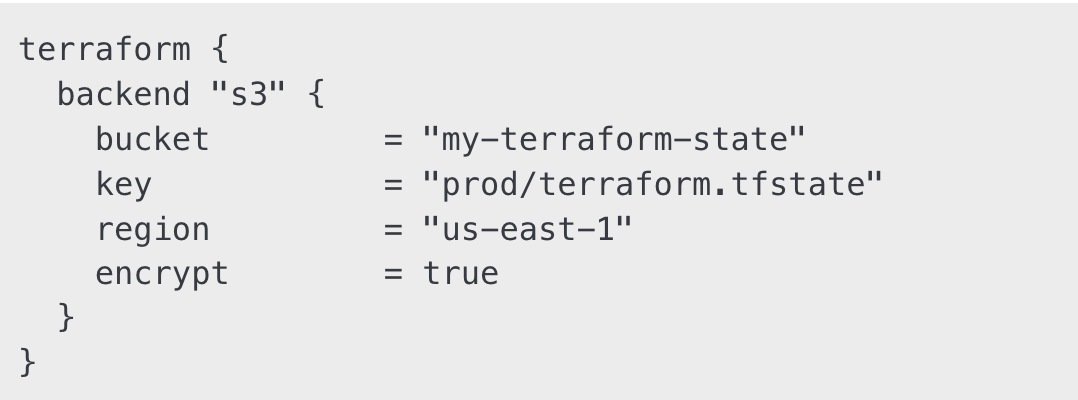 terraform {
  backend "s3" {
    bucket         = "my-terraform-state"
    key            = "prod/terraform.tfstate"
    region         = "us-east-1"
    encrypt        = true
  }
}